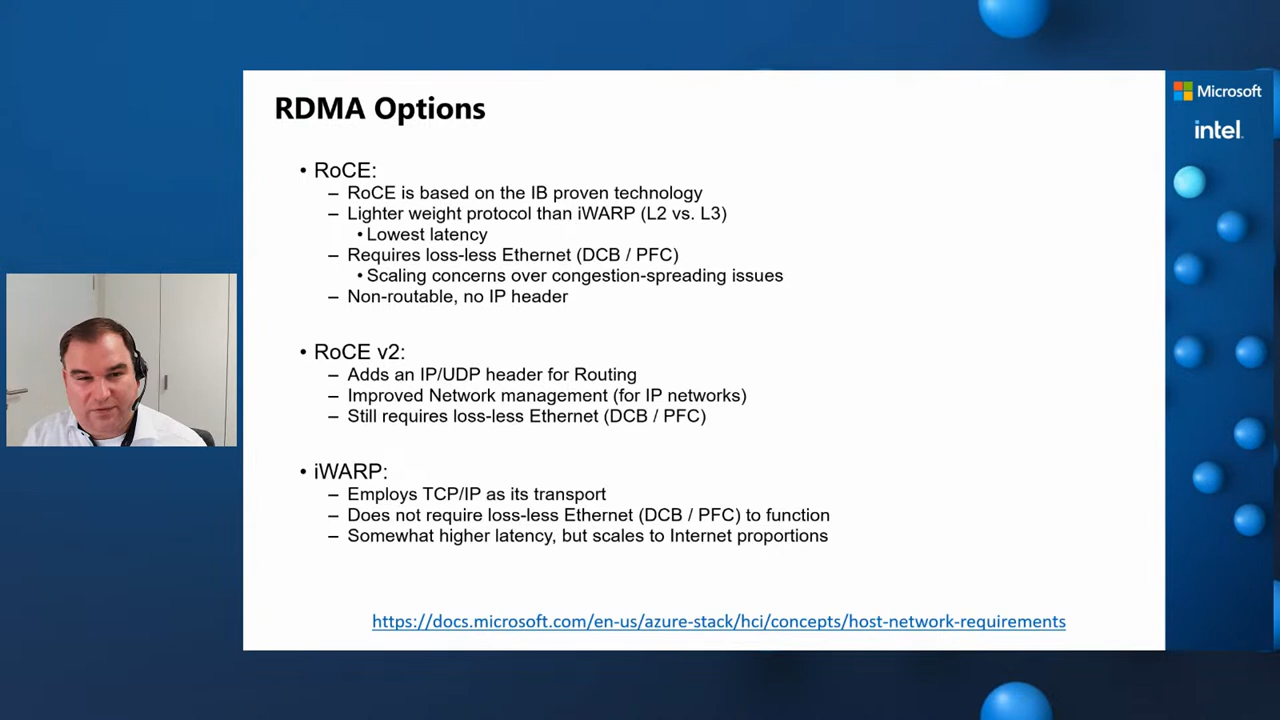 RDMA Options
Microsoft
intel.
• RoCE:
– RoCE is based on the IB proven technology
– Lighter weight protocol than iWARP (L2 vs. L3)
• Lowest latency
– Requires loss-less Ethernet (DCB / PFC)
• Scaling concerns over congestion-spreading issues
– Non-routable, no IP header
• RoCE v2:
– Adds an IP/UDP header for Routing
– Improved Network management (for IP networks)
– Still requires loss-less Ethernet (DCB / PFC)
• iWARP:
– Employs TCP/IP as its transport
– Does not require loss-less Ethernet (DCB / PFC) to function
– Somewhat higher latency, but scales to Internet proportions
https://docs.microsoft.com/en-us/azure-stack/hci/concepts/host-network-requirements